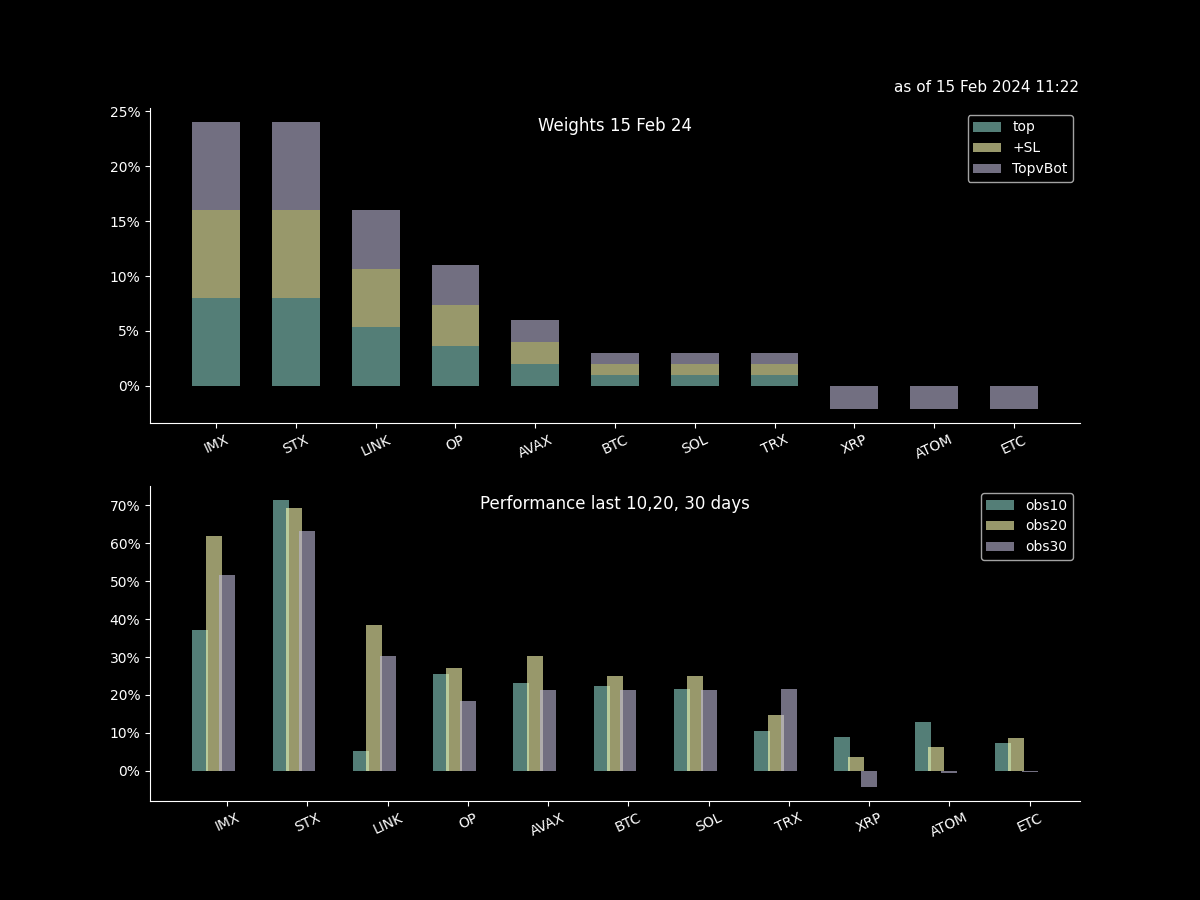 as of 15 Feb 2024 11:22
Weights 15 Feb 24
top
+SL
TopvBot
25%
20%
15%
10%
5%
0%
IMX STX LINK OP AVAX BTC SOL TRX XRP ATOM ETC
Performance last 10,20, 30 days
obs10
obs20
obs30
70%
60%
50%
40%
30%
20%
10%
0%
IMX STX LINK OP AVAX BTC SOL TRX XRP ATOM ETC